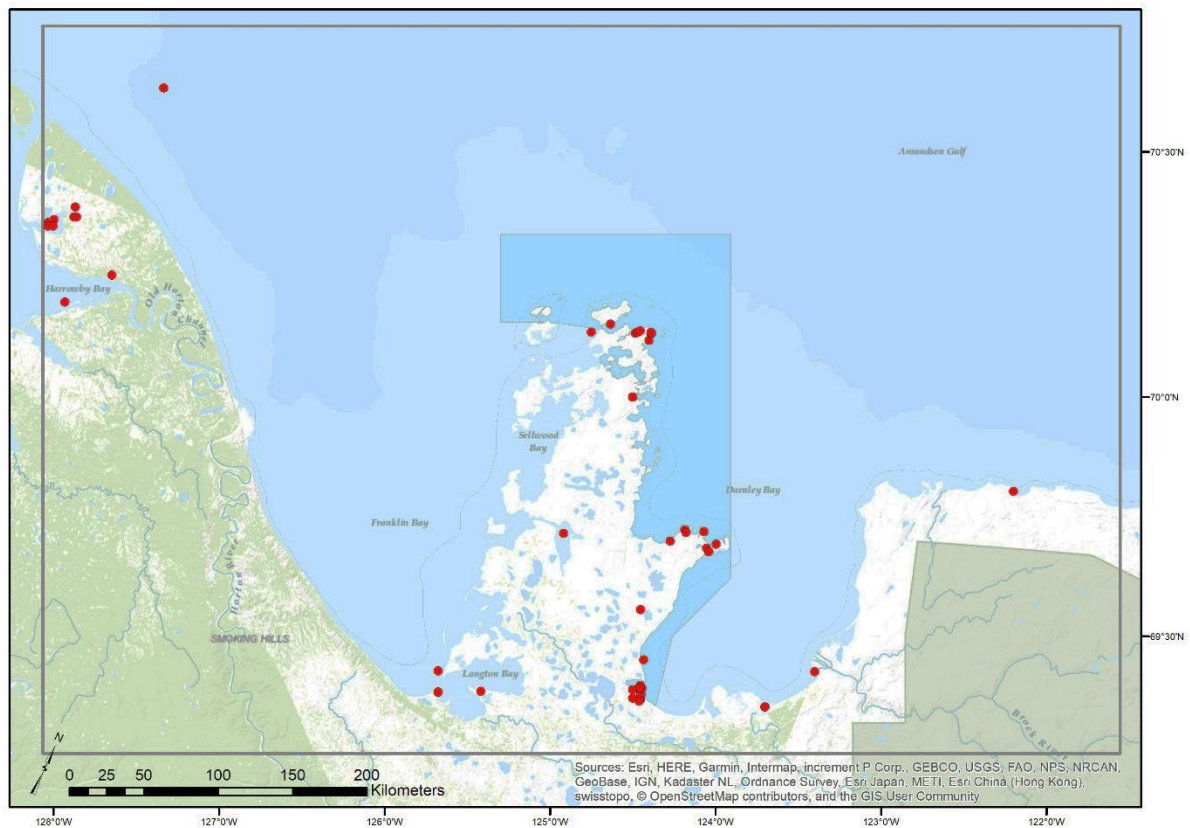 Amundsen Gulf
70°30'N
Harrowby Bay
Old Horton
Channel
70°0'N
Sellwood
Bay
Darnley Bay
Franklin Bay
Horton River
SMOKING HILLS
69°30'N
Langton Bay
Brock River
N
0 25 50 100 150 200
Kilometers
Sources: Esri, HERE, Garmin, Intermap, increment P Corp., GEBCO, USGS, FAO, NPS, NRCAN,
GeoBase, IGN, Kadaster NL, Ordnance Survey, Esri Japan, METI, Esri China (Hong Kong),
swisstopo, © OpenStreetMap contributors, and the GIS User Community
128°0'W 127°0'W 126°0'W 125°0'W 124°0'W 123°0'W 122°0'W